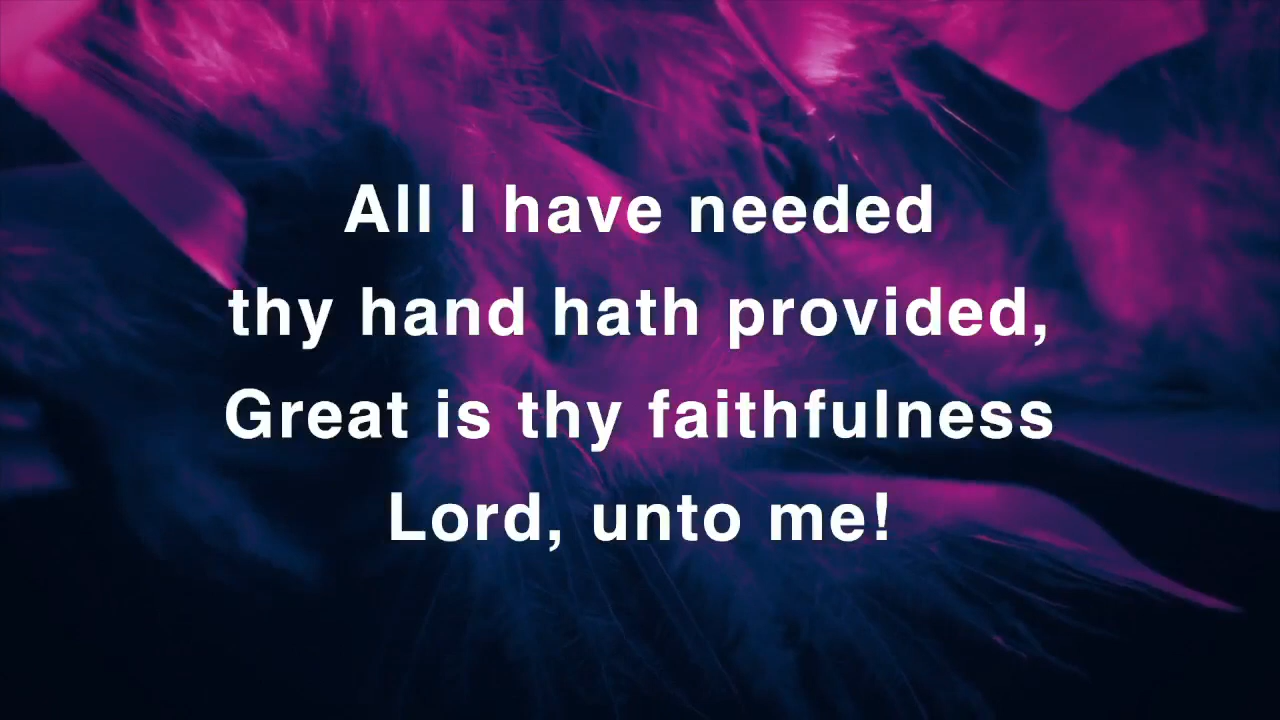 All I have needed
thy hand hath provided,
Great is thy faithfulness
Lord, unto me!